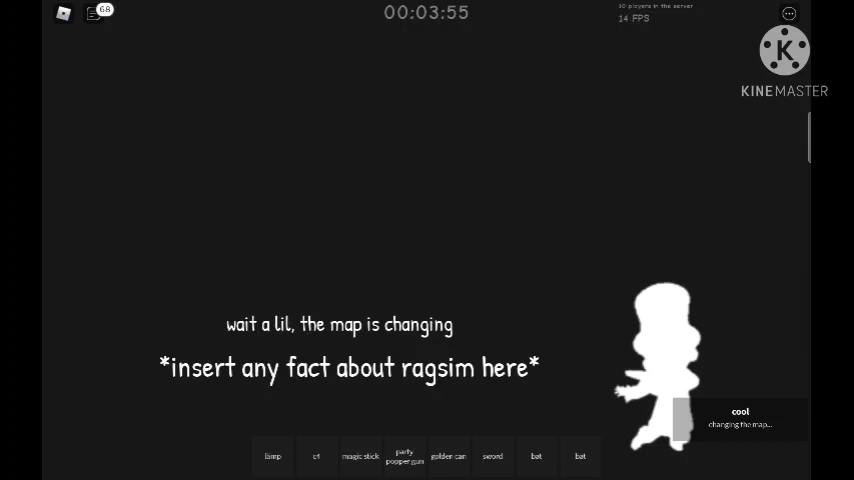 68
00:03:55
10 players in the server
14 FPS
K
KINEMASTER
wait a lil, the map is changing
*insert any fact about ragsim here*
cool
changing the map...
lamp
c4
magic stick
party
popper gun
golden can
sword
bat
bat